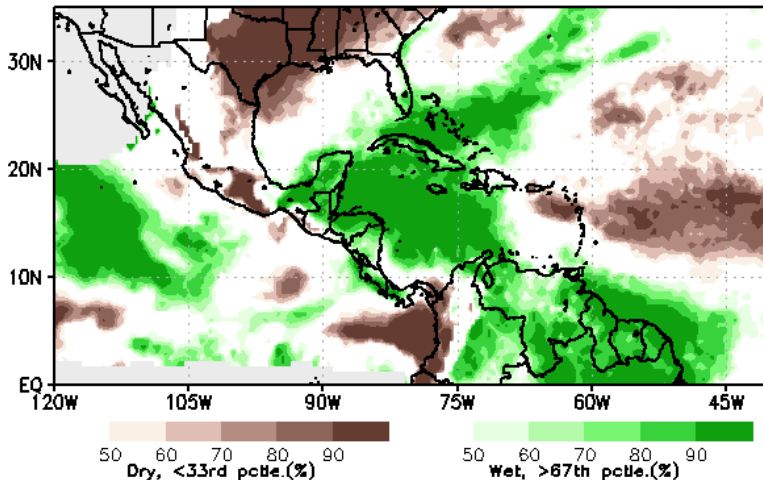 30N
20N
10N
EQ
120W 105W 90W 75W 60W 45W
50 60 70 80 90 50 60 70 80 90
Dry, <33rd pctle.(%) Wet, >67th pctle.(%)